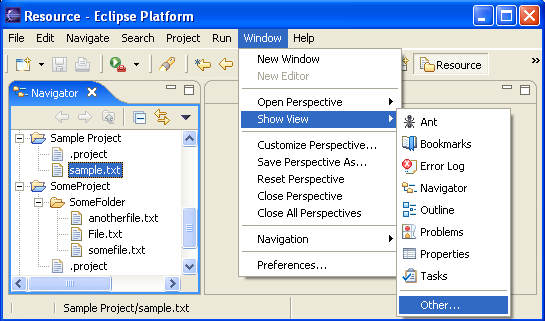 Resource - Eclipse Platform
File Edit Navigate Search Project Run Window Help
Resource
Navigator
Sample Project
.project
sample.txt
SomeProject
SomeFolder
anotherfile.txt
File.txt
somefile.txt
.project
New Window
New Editor
Open Perspective
Show View
Customize Perspective...
Save Perspective As...
Reset Perspective
Close Perspective
Close All Perspectives
Navigation
Preferences...
Ant
Bookmarks
Error Log
Navigator
Outline
Problems
Properties
Tasks
Other...
Sample Project/sample.txt